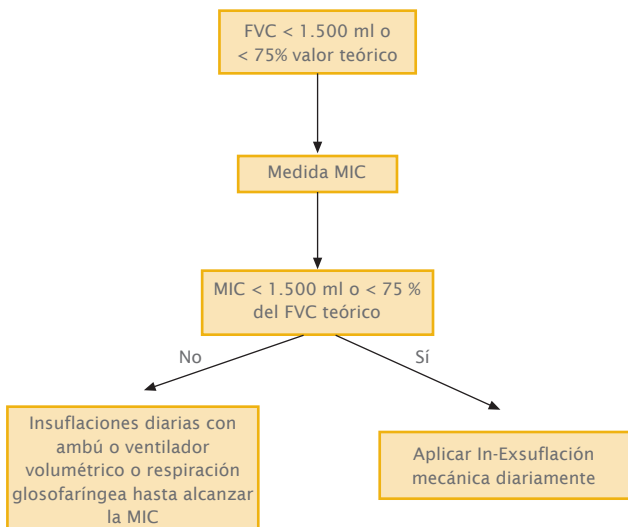 FVC < 1.500 ml o
< 75% valor teórico
Medida MIC
MIC < 1.500 ml o < 75 %
del FVC teórico
No
Sí
Insuflaciones diarias con
ambú o ventilador
volumétrico o respiración
glosofaríngea hasta alcanzar
la MIC
Aplicar In-Exsuflación
mecánica diariamente